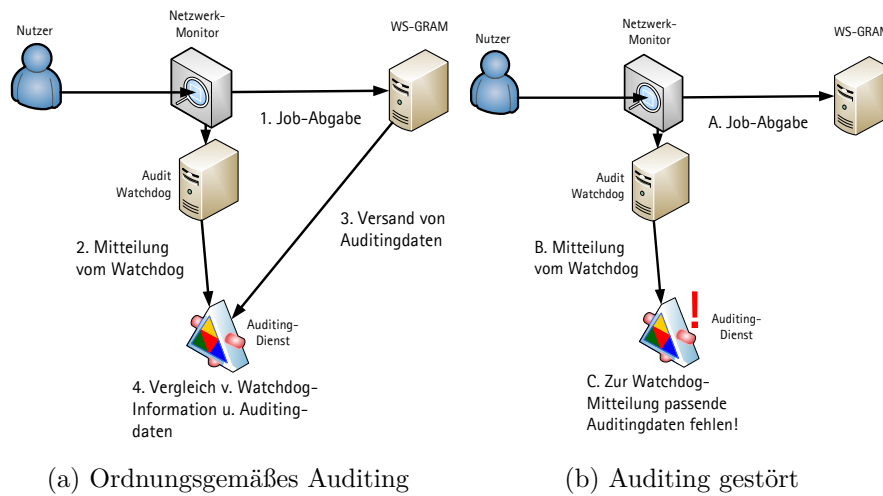 Nutzer
Netzwerk-
Monitor
WS-GRAM
1. Job-Abgabe
Audit
Watchdog
3. Versand von
Auditingdaten
2. Mitteilung
vom Watchdog
Auditing-
Dienst
4. Vergleich v. Watchdog-
Information u. Auditing-
daten
(a) Ordnungsgemäßes Auditing
Nutzer
Netzwerk-
Monitor
WS-GRAM
A. Job-Abgabe
Audit
Watchdog
B. Mitteilung
vom Watchdog
!
Auditing-
Dienst
C. Zur Watchdog-
Mitteilung passende
Auditingdaten fehlen!
(b) Auditing gestört